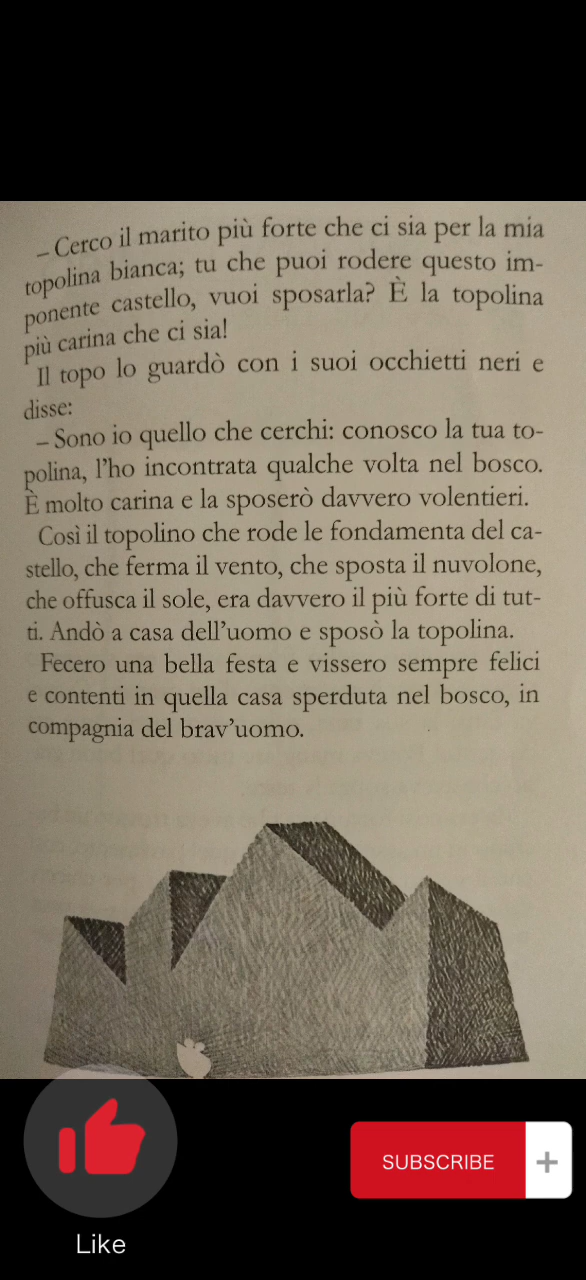 – Cerco il marito più forte che ci sia per la mia
topolina bianca; tu che puoi rodere questo im-
ponente castello, vuoi sposarla? È la topolina
più carina che ci sia!
Il topo lo guardò con i suoi occhietti neri e
disse:
– Sono io quello che cerchi: conosco la tua to-
polina, l'ho incontrata qualche volta nel bosco.
È molto carina e la sposerò davvero volentieri.
Così il topolino che rode le fondamenta del ca-
stello, che ferma il vento, che sposta il nuvolone,
che offusca il sole, era davvero il più forte di tut-
ti. Andò a casa dell'uomo e sposò la topolina.
Fecero una bella festa e vissero sempre felici
e contenti in quella casa sperduta nel bosco, in
compagnia del brav'uomo.
SUBSCRIBE +
Like